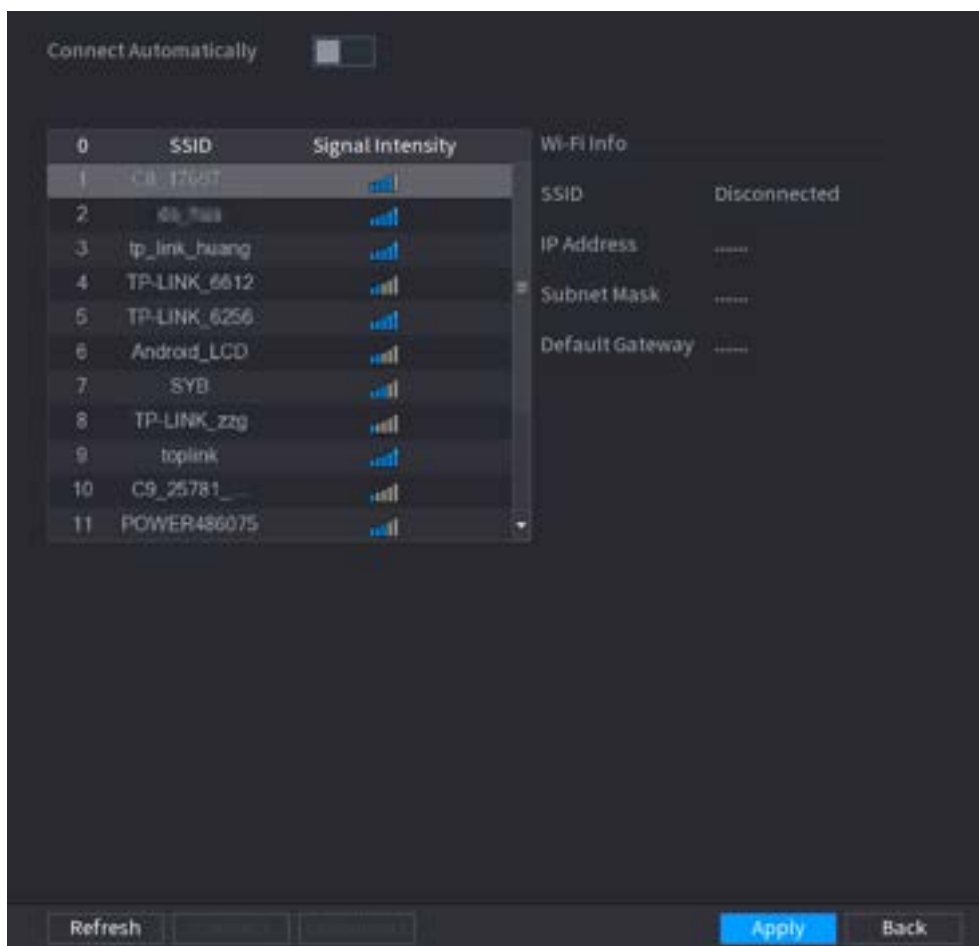 Connect Automatically
0 SSID Signal Intensity
1
2
3 tp_link_huang
4 TP-LINK_6612
5 TP-LINK_6256
6 Android_LCD
7 SYB
8 TP-LINK_zzg
9 toplink
10 C9_25781_...
11 POWER486075
Wi-Fi Info
SSID Disconnected
IP Address ......
Subnet Mask ......
Default Gateway ......
Refresh
Apply Back